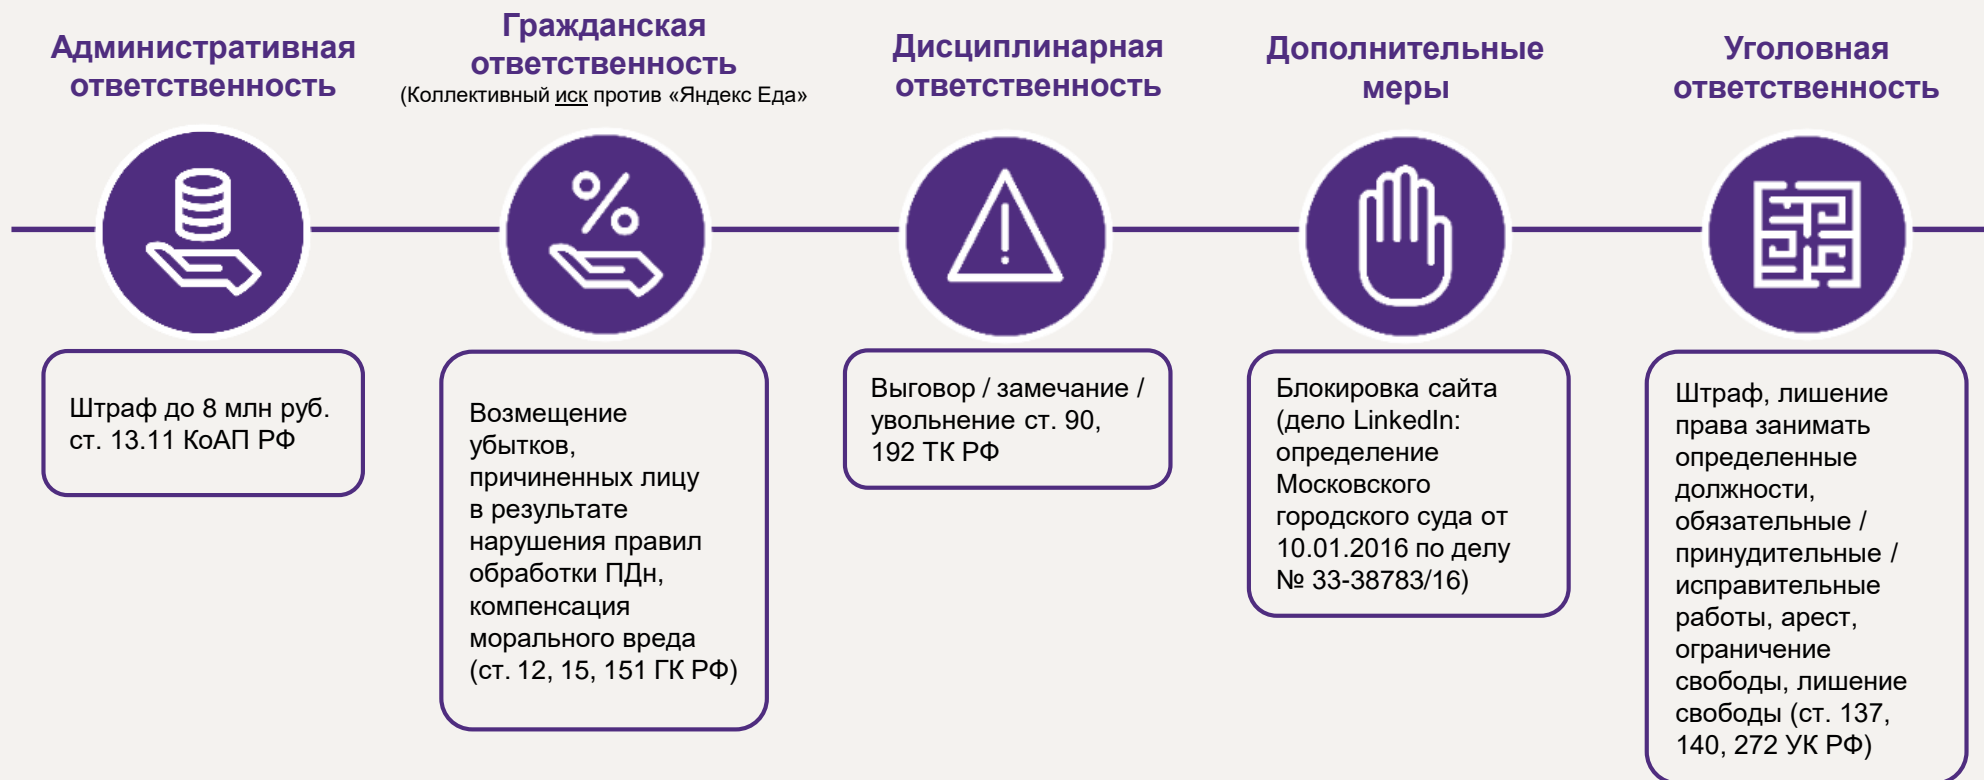 Административная
ответственность
Штраф до 8 млн руб.
ст. 13.11 КоАП РФ
Гражданская
ответственность
(Коллективный иск против «Яндекс Еда»
Возмещение
убытков,
причиненных лицу
в результате
нарушения правил
обработки ПДн,
компенсация
морального вреда
(ст. 12, 15, 151 ГК РФ)
Дисциплинарная
ответственность
Выговор / замечание /
увольнение ст. 90,
192 ТК РФ
Дополнительные
меры
Блокировка сайта
(дело LinkedIn:
определение
Московского
городского суда от
10.01.2016 по делу
№ 33-38783/16)
Уголовная
ответственность
Штраф, лишение
права занимать
определенные
должности,
обязательные /
принудительные /
исправительные
работы, арест,
ограничение
свободы, лишение
свободы (ст. 137,
140, 272 УК РФ)